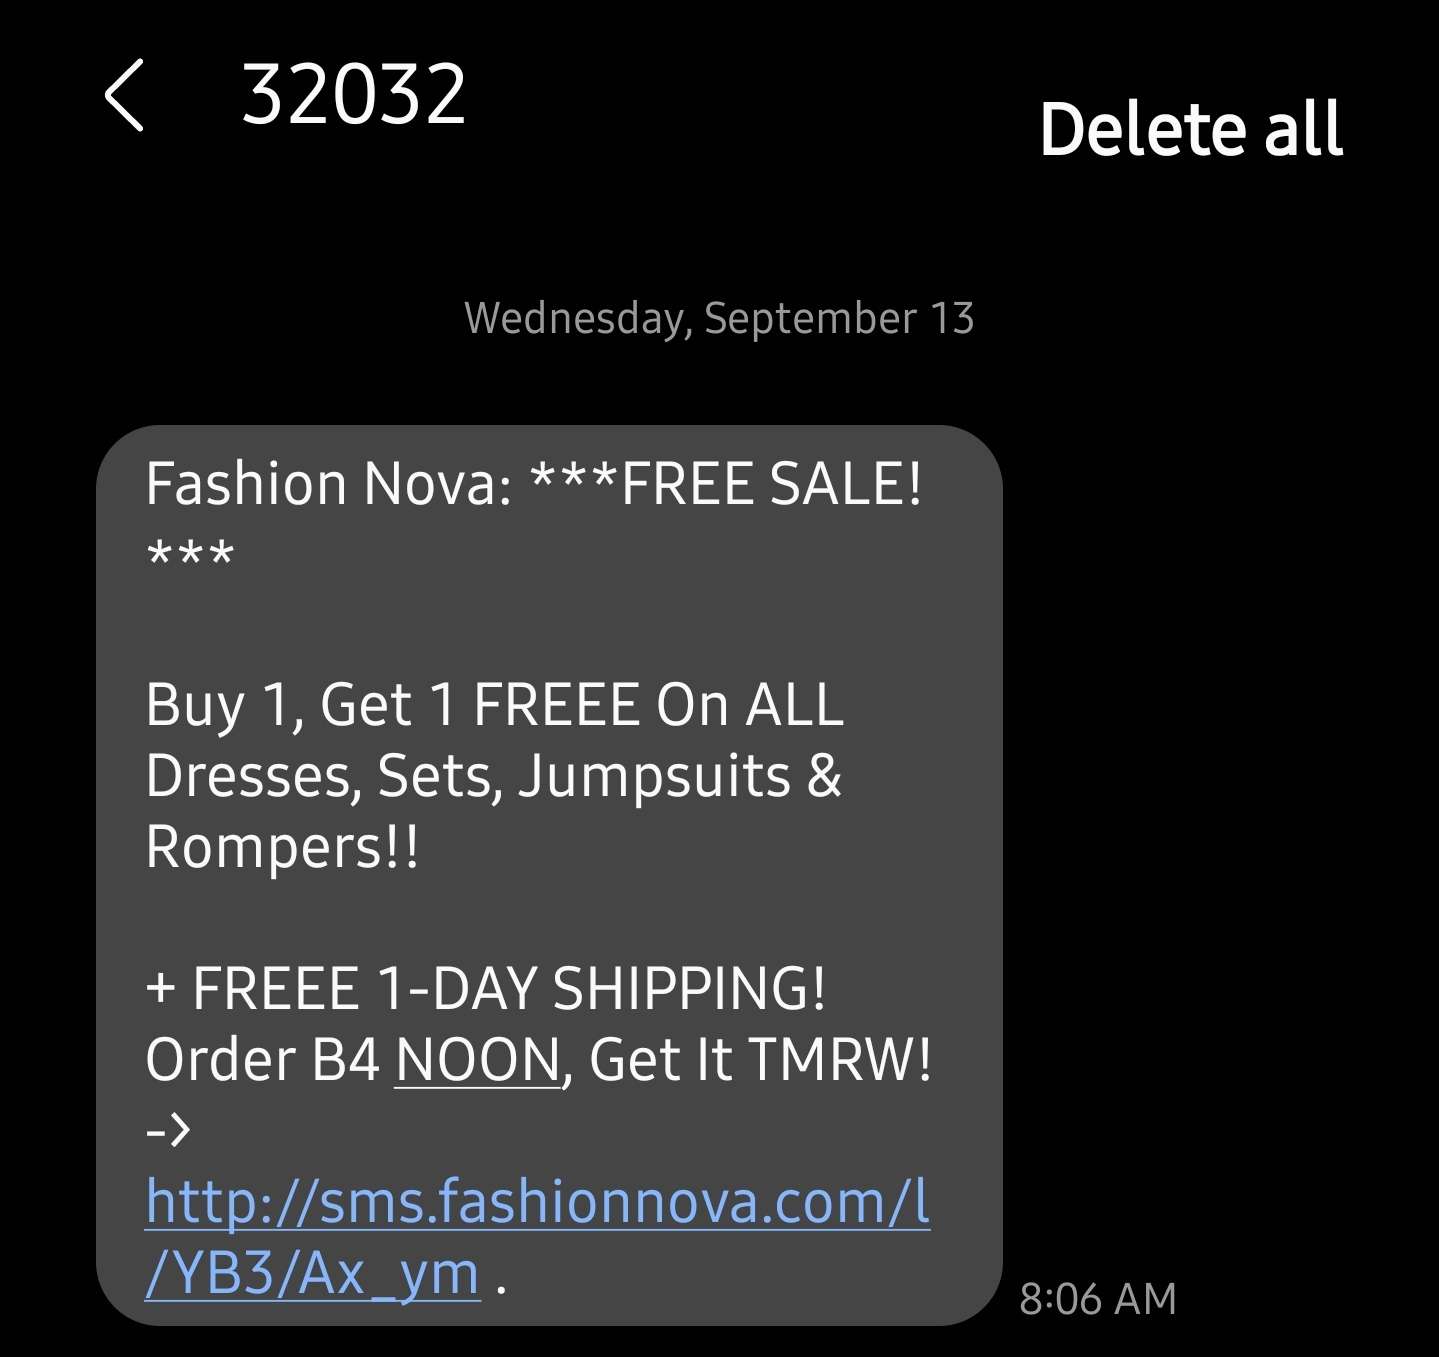 32032
Delete all
Wednesday, September 13
Fashion Nova: ***FREE SALE!
***
Buy 1, Get 1 FREEE On ALL
Dresses, Sets, Jumpsuits &
Rompers!!
+ FREEE 1-DAY SHIPPING!
Order B4 NOON, Get It TMRW!
->
http://sms.fashionnova.com/l
/YB3/Ax_ym .
8:06 AM